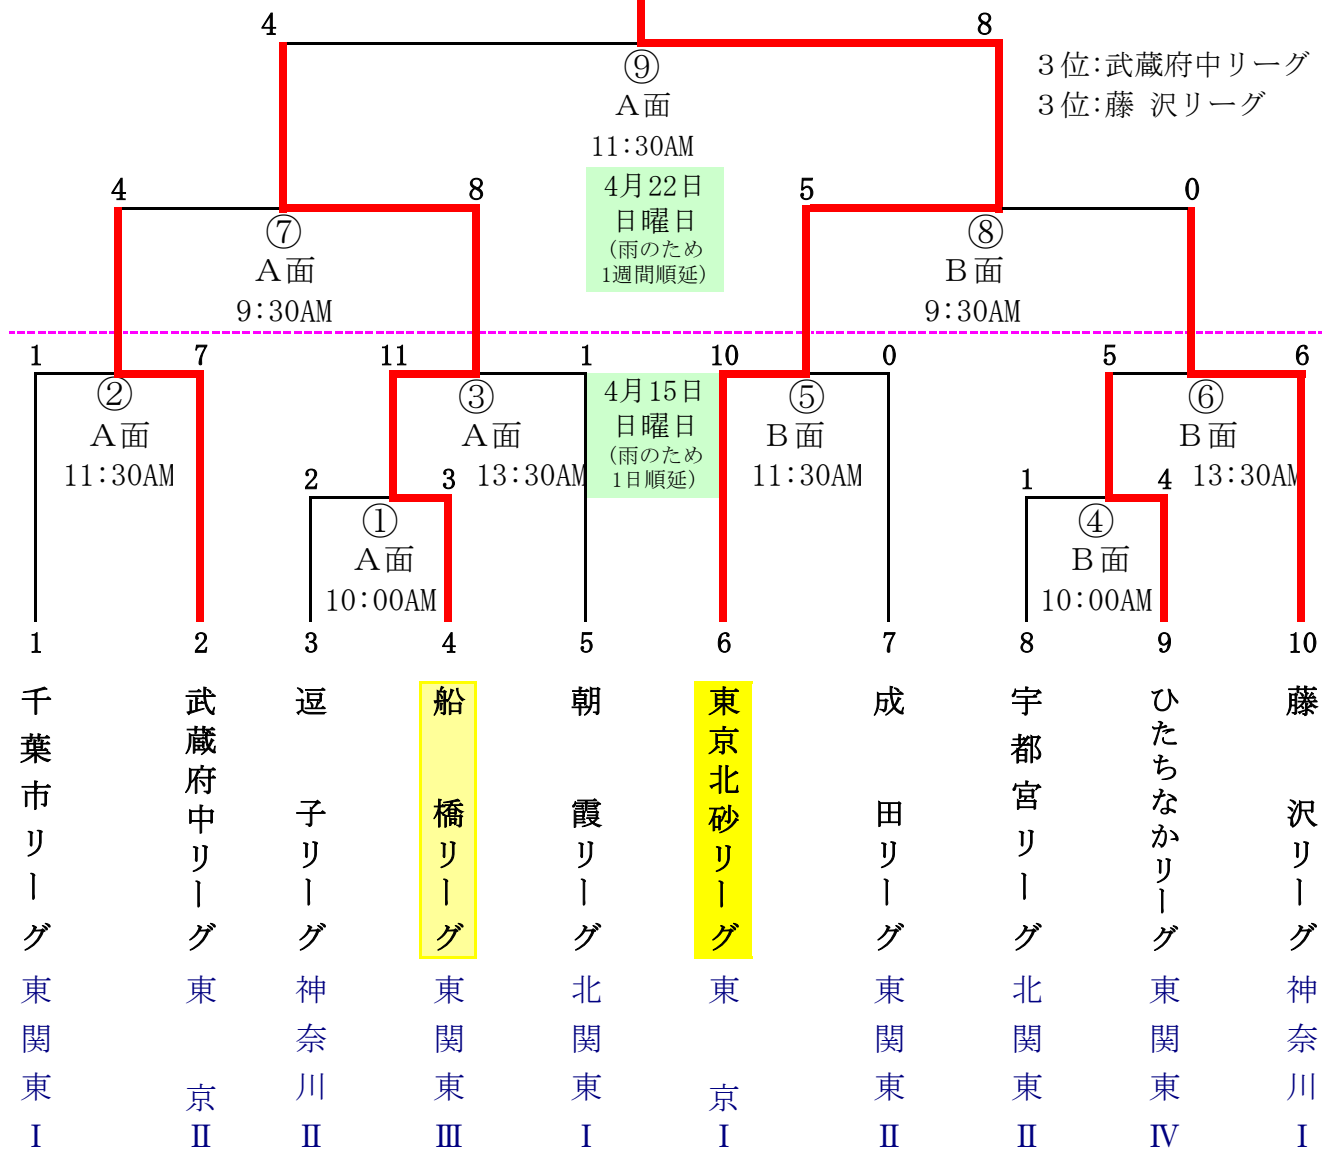 4 8
⑨
A面
11:30AM
3位:武蔵府中リーグ
3位:藤 沢リーグ
4月22日
日曜日
(雨のため
1週間順延)
4 8
⑦
A面
9:30AM
5 0
⑧
B面
9:30AM
1 7
②
A面
11:30AM
11 1
③
A面
13:30AM
4月15日
日曜日
(雨のため
1日順延)
10 0
⑤
B面
11:30AM
5 6
⑥
B面
13:30AM
2 3
①
A面
10:00AM
1 4
④
B面
10:00AM
1
千葉市リーグ
東関東Ⅰ
2
武蔵府中リーグ
東京Ⅱ
3
逗子リーグ
神奈川Ⅱ
4
船橋リーグ
東関東Ⅲ
5
朝霞リーグ
北関東Ⅰ
6
東京北砂リーグ
東京Ⅰ
7
成田リーグ
東関東Ⅱ
8
宇都宮リーグ
北関東Ⅱ
9
ひたちなかリーグ
東関東Ⅳ
10
藤沢リーグ
神奈川Ⅰ